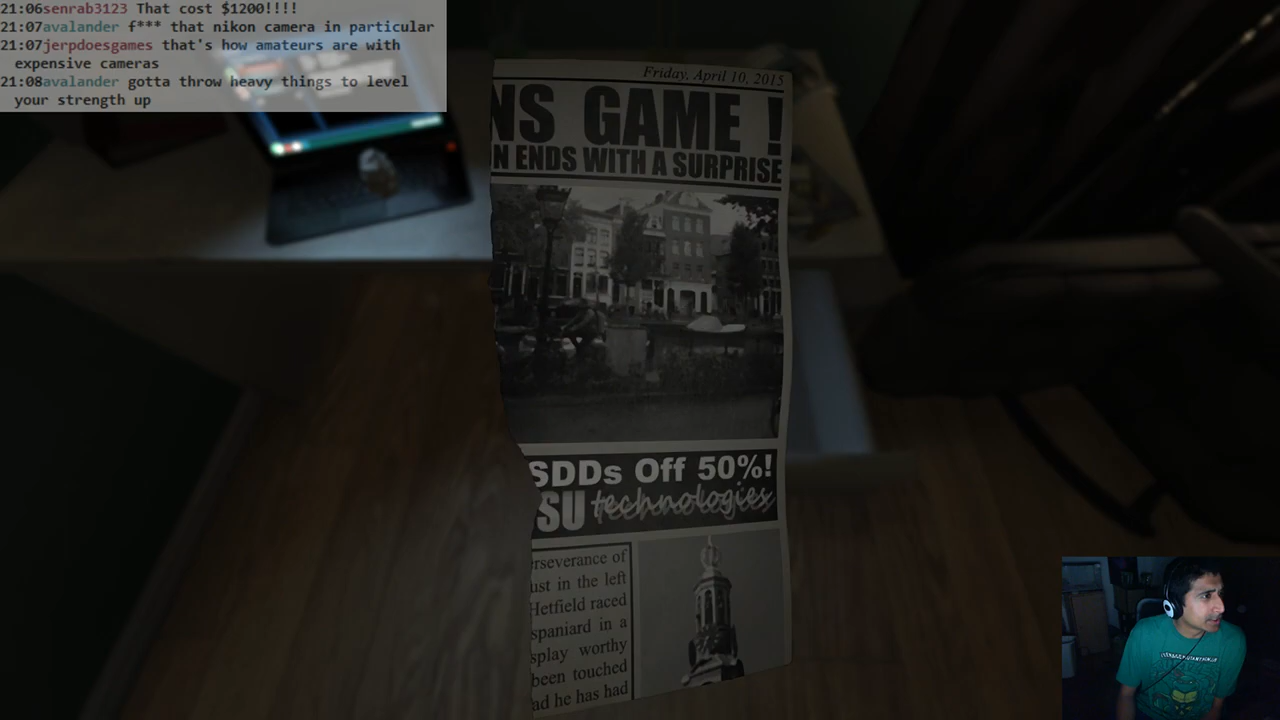 21:06senrab3123 That cost $1200!!!!
21:07avalander f*** that nikon camera in particular
21:07jerpdoesgames that's how amateurs are with
expensive cameras
21:08avalander gotta throw heavy things to level
your strength up
Friday, April 10, 2015
NS GAME !
N ENDS WITH A SURPRISE
SDDs Off 50%!
SU technologies
rseverance of
ust in the left
Hetfield raced
spaniard in a
splay worthy
been touched
ad he has had